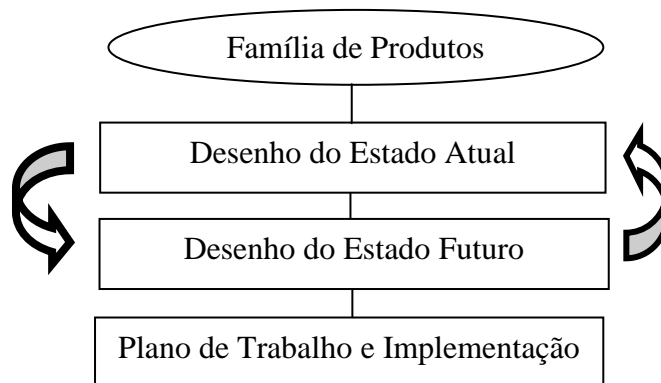 Família de Produtos
Desenho do Estado Atual
Desenho do Estado Futuro
Plano de Trabalho e Implementação